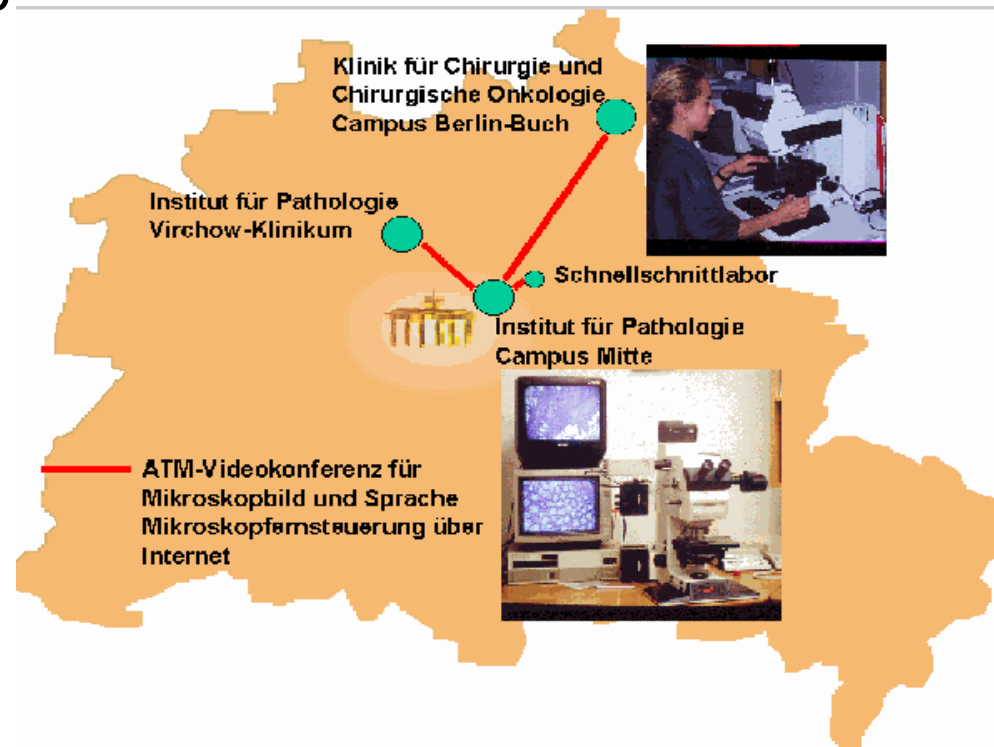 Klinik für Chirurgie und
Chirurgische Onkologie
Campus Berlin-Buch
Institut für Pathologie
Virchow-Klinikum
Schnellschnittlabor
Institut für Pathologie
Campus Mitte
ATM-Videokonferenz für
Mikroskopbild und Sprache
Mikroskopfernsteuerung über
Internet